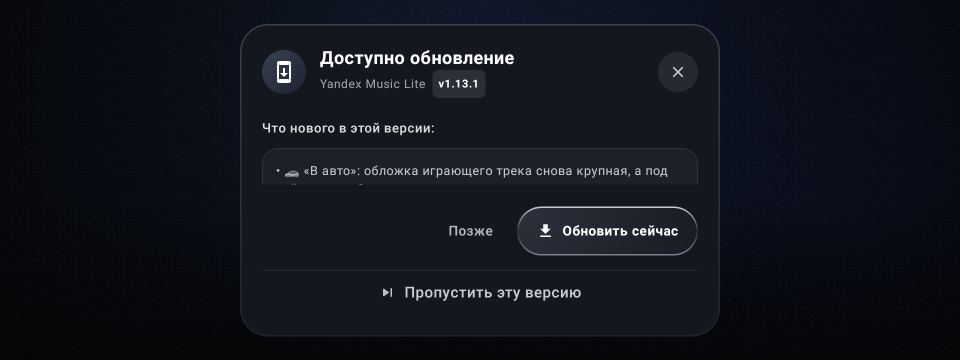 Доступно обновление
Yandex Music Lite v1.13.1
Что нового в этой версии:
• 🚗 «В авто»: обложка играющего трека снова крупная, а под
Позже
Обновить сейчас
Пропустить эту версию